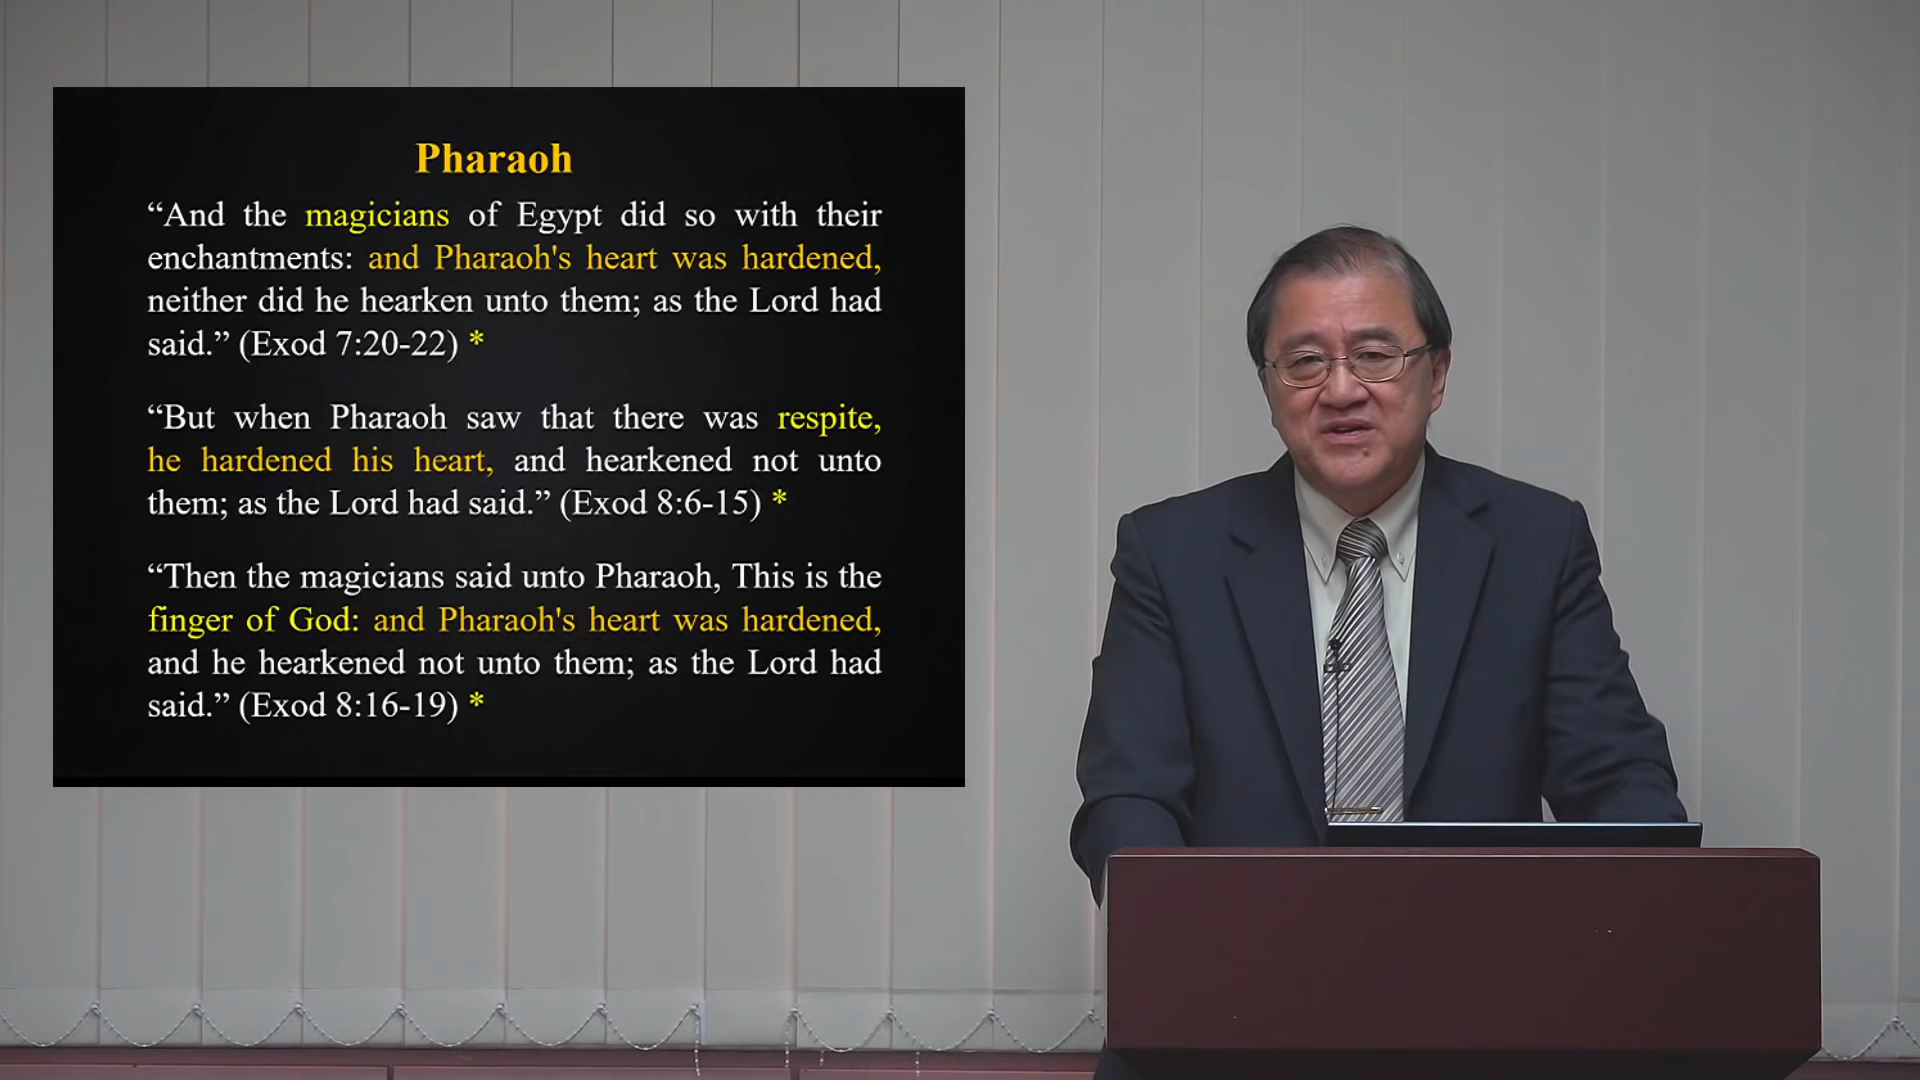 Pharaoh
“And the magicians of Egypt did so with their
enchantments: and Pharaoh's heart was hardened,
neither did he hearken unto them; as the Lord had
said.” (Exod 7:20-22) *
“But when Pharaoh saw that there was respite,
he hardened his heart, and hearkened not unto
them; as the Lord had said.” (Exod 8:6-15) *
“Then the magicians said unto Pharaoh, This is the
finger of God: and Pharaoh's heart was hardened,
and he hearkened not unto them; as the Lord had
said.” (Exod 8:16-19) *